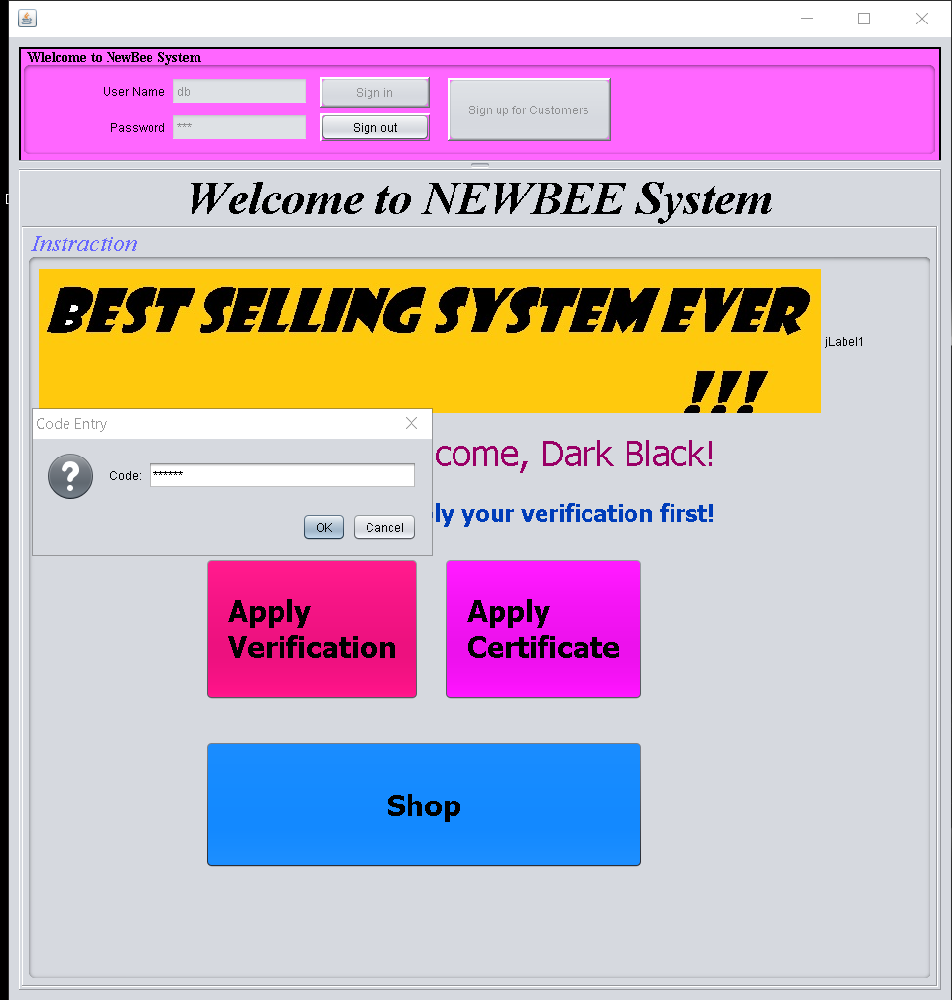 Wlelcome to NewBee System
User Name db Sign in Sign up for Customers
Password *** Sign out
Welcome to NEWBEE System
Instraction
BEST SELLING SYSTEM EVER
!!!
jLabel1
Code Entry
come, Dark Black!
Code: ******
ly your verification first!
OK Cancel
Apply
Verification
Apply
Certificate
Shop